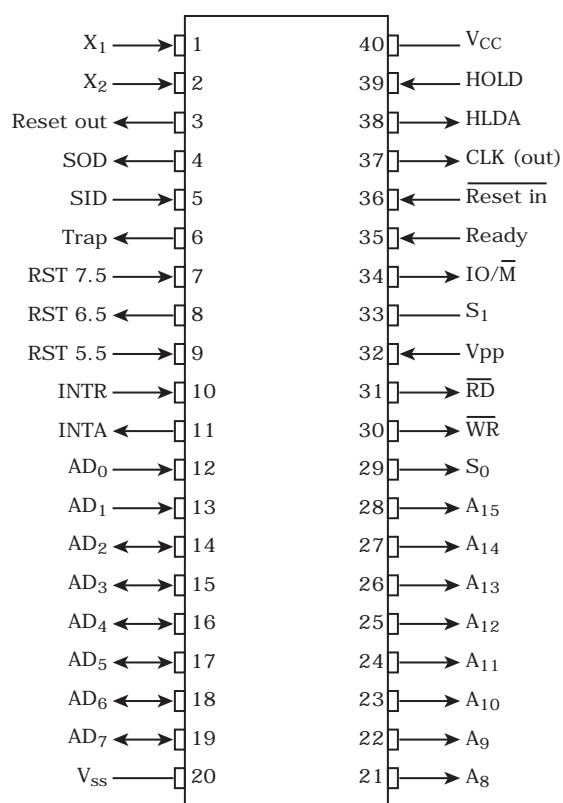 X1 1 40 VCC
X2 2 39 HOLD
Reset out 3 38 HLDA
SOD 4 37 CLK (out)
SID 5 36 R̅e̅s̅e̅t̅ ̅i̅n̅
Trap 6 35 Ready
RST 7.5 7 34 IO/M̅
RST 6.5 8 33 S1
RST 5.5 9 32 Vpp
INTR 10 31 R̅D̅
INTA 11 30 W̅R̅
AD0 12 29 S0
AD1 13 28 A15
AD2 14 27 A14
AD3 15 26 A13
AD4 16 25 A12
AD5 17 24 A11
AD6 18 23 A10
AD7 19 22 A9
Vss 20 21 A8